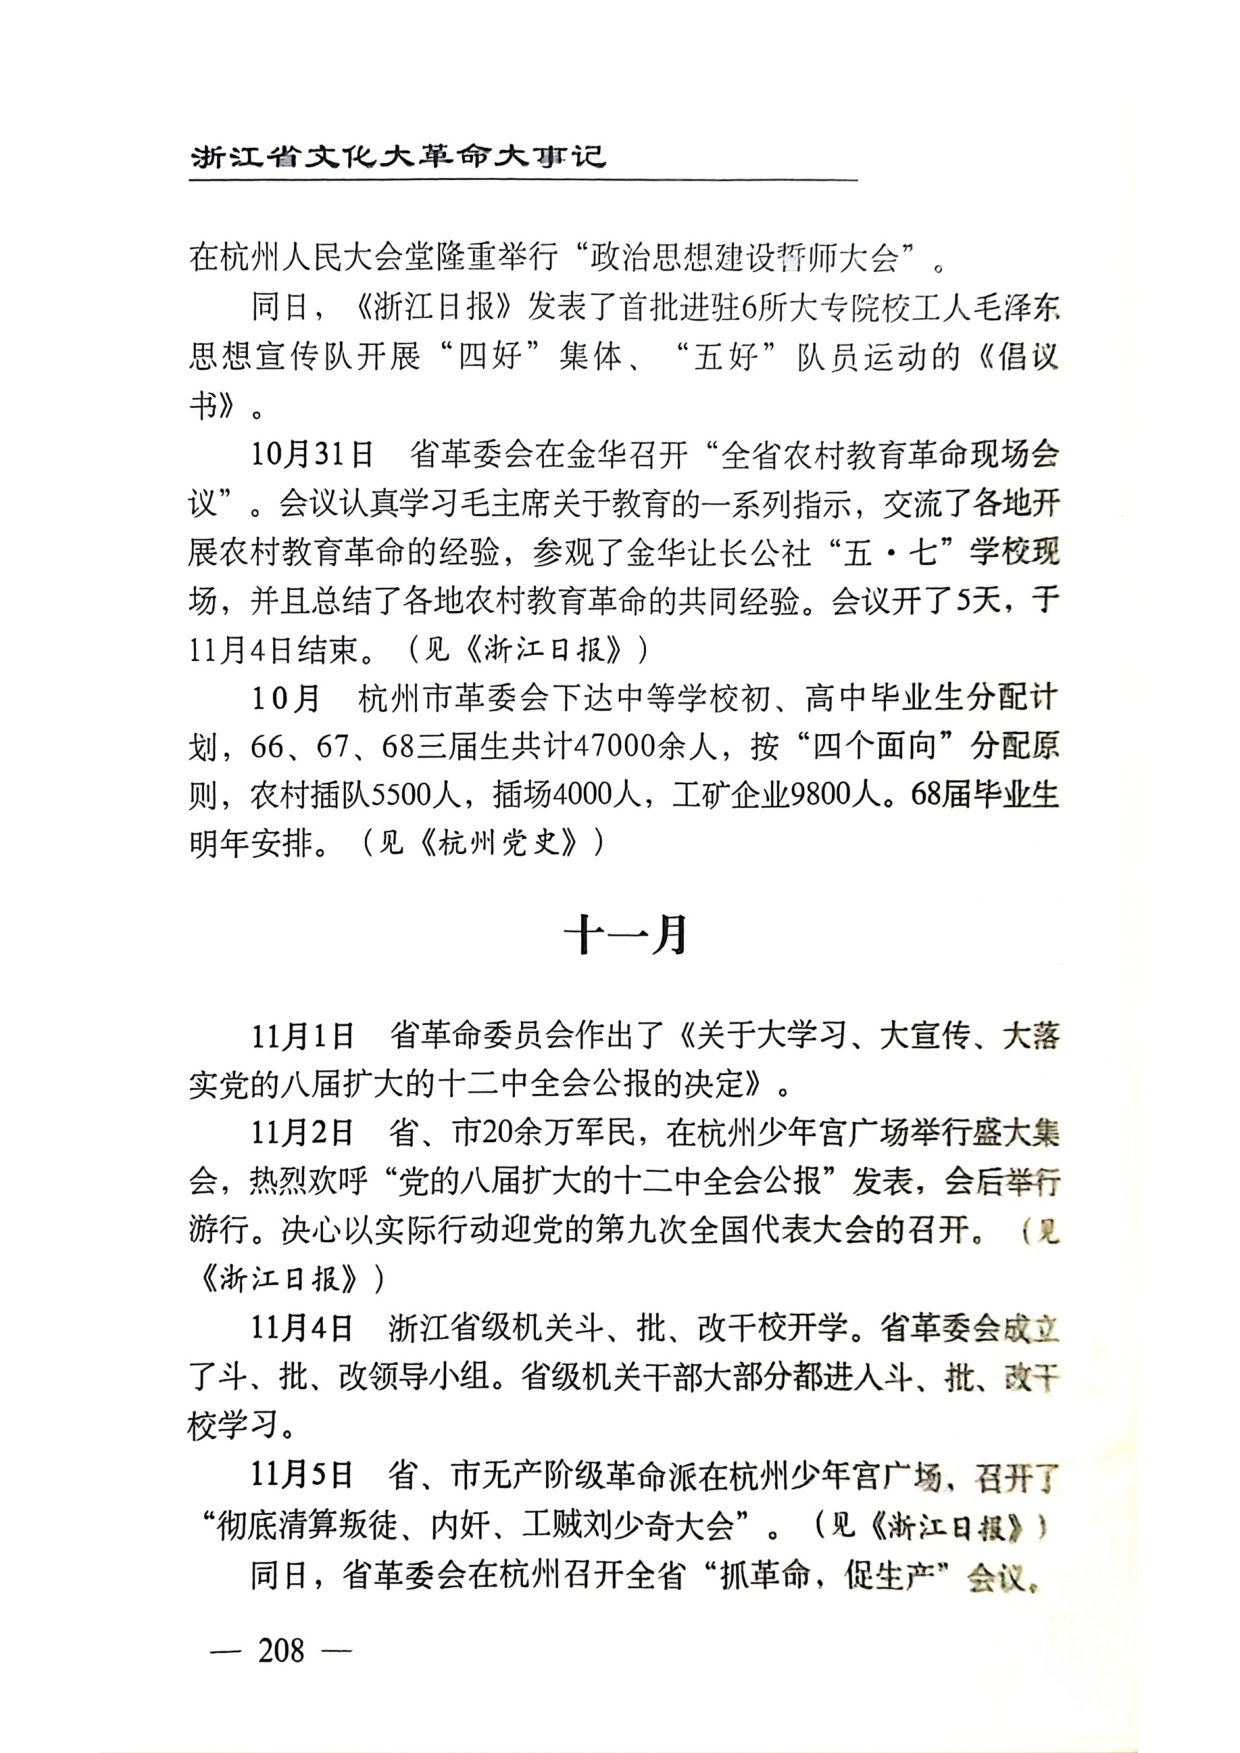 浙江省文化大革命大事记
在杭州人民大会堂隆重举行“政治思想建设誓师大会”。
同日，《浙江日报》发表了首批进驻6所大专院校工人毛泽东
思想宣传队开展“四好”集体、“五好”队员运动的《倡议
书》。
10月31日　省革委会在金华召开“全省农村教育革命现场会
议”。会议认真学习毛主席关于教育的一系列指示，交流了各地开
展农村教育革命的经验，参观了金华让长公社“五·七”学校现
场，并且总结了各地农村教育革命的共同经验。会议开了5天，于
11月4日结束。（见《浙江日报》）
10月　杭州市革委会下达中等学校初、高中毕业生分配计
划，66、67、68三届生共计47000余人，按“四个面向”分配原
则，农村插队5500人，插场4000人，工矿企业9800人。68届毕业生
明年安排。（见《杭州党史》）
十一月
11月1日　省革命委员会作出了《关于大学习、大宣传、大落
实党的八届扩大的十二中全会公报的决定》。
11月2日　省、市20余万军民，在杭州少年宫广场举行盛大集
会，热烈欢呼“党的八届扩大的十二中全会公报”发表，会后举行
游行。决心以实际行动迎党的第九次全国代表大会的召开。（见
《浙江日报》）
11月4日　浙江省级机关斗、批、改干校开学。省革委会成立
了斗、批、改领导小组。省级机关干部大部分都进入斗、批、改干
校学习。
11月5日　省、市无产阶级革命派在杭州少年宫广场，召开了
“彻底清算叛徒、内奸、工贼刘少奇大会”。（见《浙江日报》）
同日，省革委会在杭州召开全省“抓革命，促生产”会议。
— 208 —